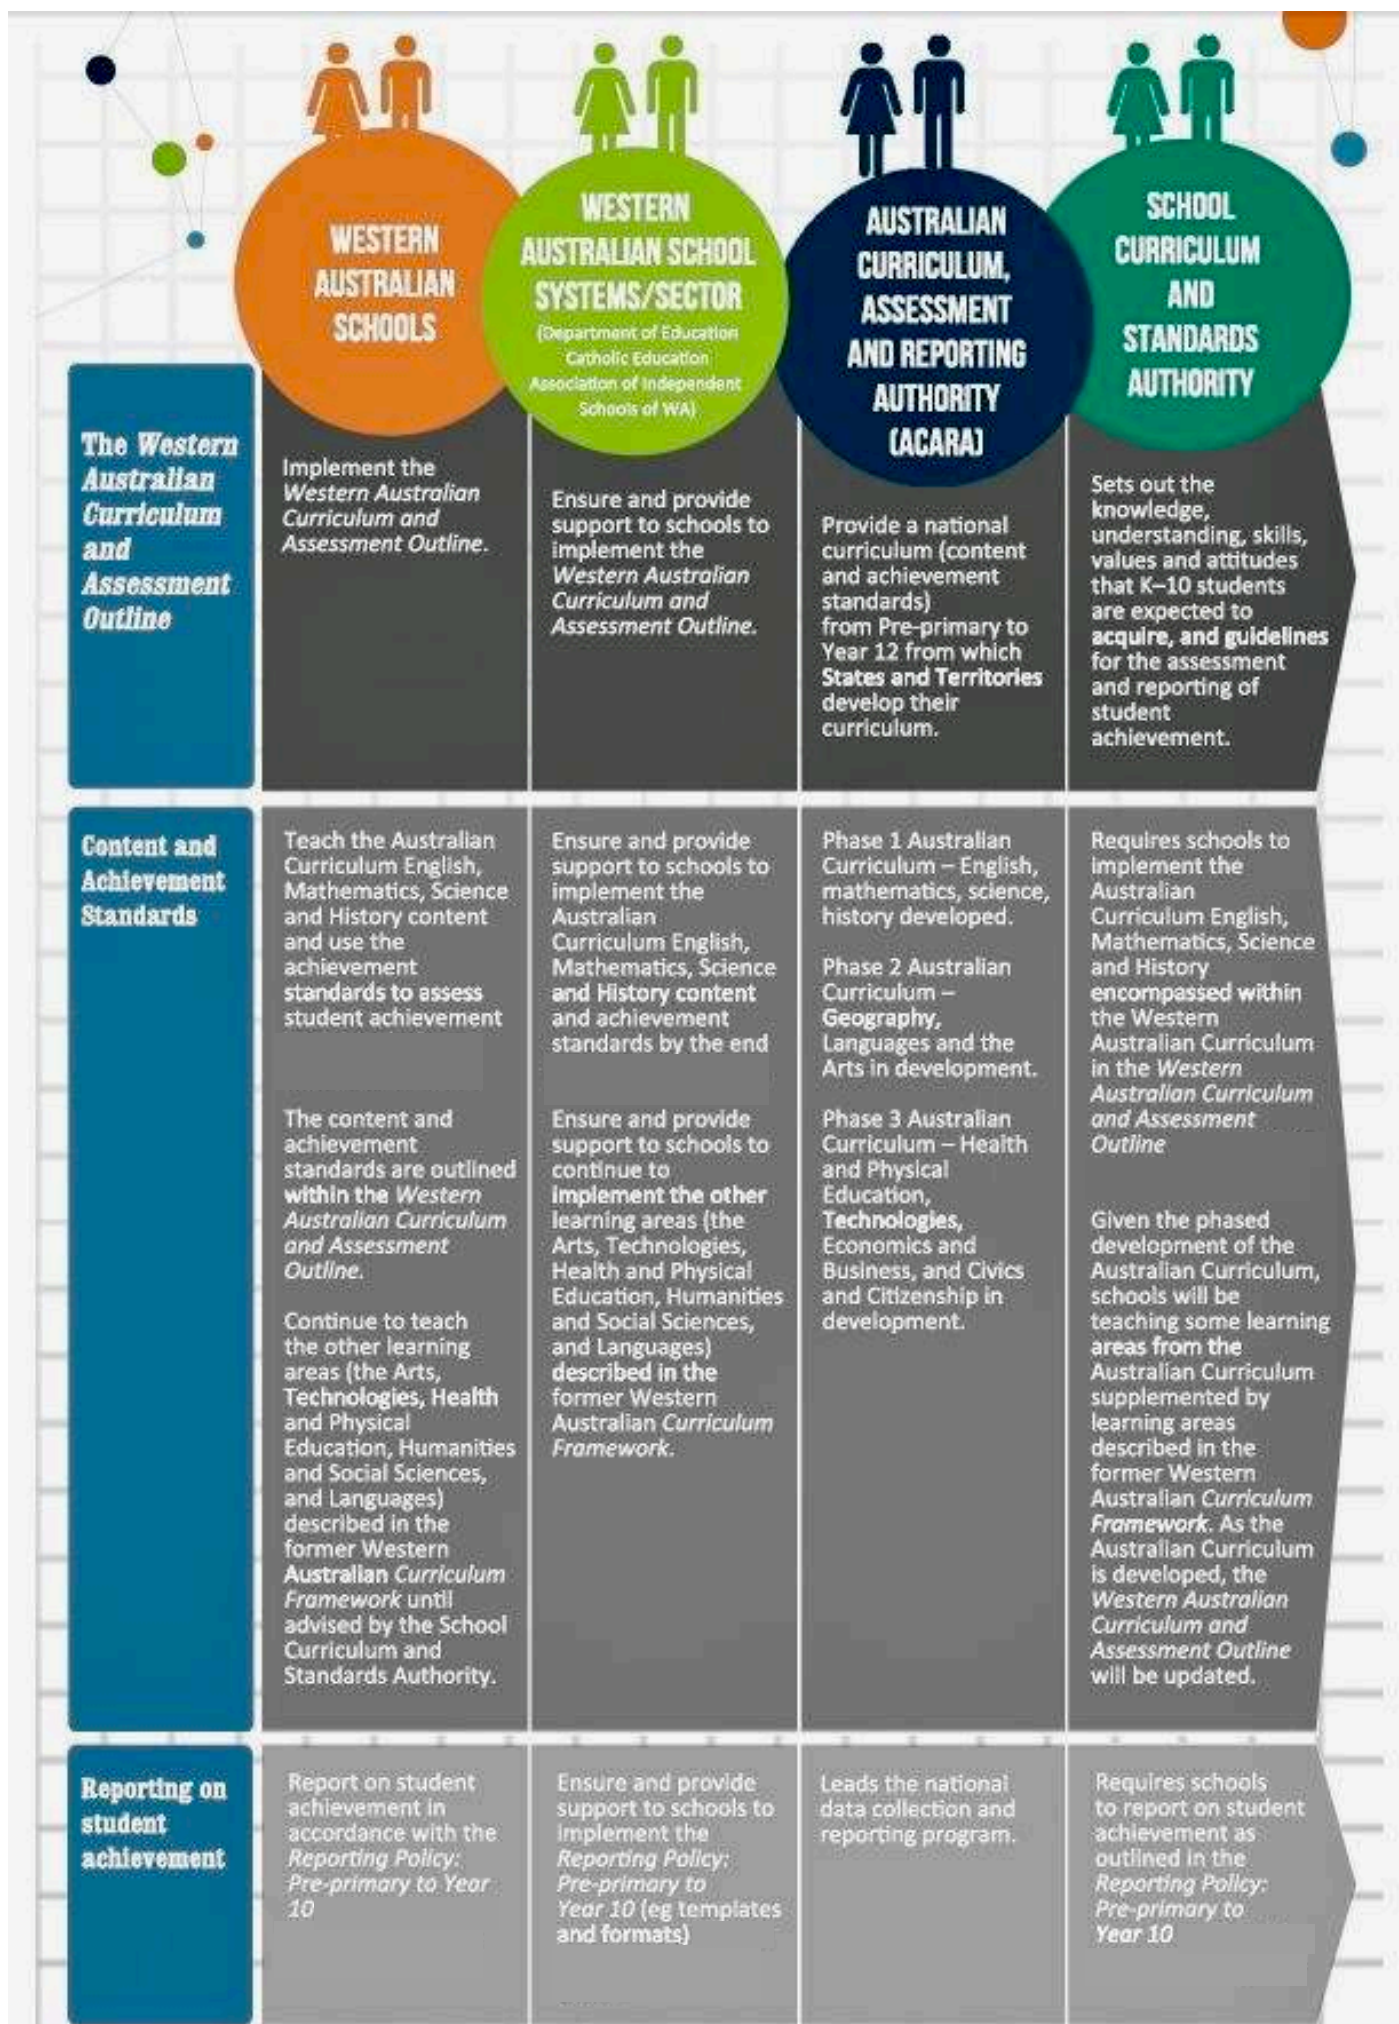 WESTERN
AUSTRALIAN
SCHOOLS
WESTERN
AUSTRALIAN SCHOOL
SYSTEMS/SECTOR
(Department of Education
Catholic Education
Association of Independent
Schools of WA)
AUSTRALIAN
CURRICULUM,
ASSESSMENT
AND REPORTING
AUTHORITY
(ACARA)
SCHOOL
CURRICULUM
AND
STANDARDS
AUTHORITY
The Western
Australian
Curriculum
and
Assessment
Outline
Implement the
Western Australian
Curriculum and
Assessment Outline.
Ensure and provide
support to schools to
implement the
Western Australian
Curriculum and
Assessment Outline.
Provide a national
curriculum (content
and achievement
standards)
from Pre-primary to
Year 12 from which
States and Territories
develop their
curriculum.
Sets out the
knowledge,
understanding, skills,
values and attitudes
that K–10 students
are expected to
acquire, and guidelines
for the assessment
and reporting of
student
achievement.
Content and
Achievement
Standards
Teach the Australian
Curriculum English,
Mathematics, Science
and History content
and use the
achievement
standards to assess
student achievement
The content and
achievement
standards are outlined
within the Western
Australian Curriculum
and Assessment
Outline.
Continue to teach
the other learning
areas (the Arts,
Technologies, Health
and Physical
Education, Humanities
and Social Sciences,
and Languages)
described in the
former Western
Australian Curriculum
Framework until
advised by the School
Curriculum and
Standards Authority.
Ensure and provide
support to schools to
implement the
Australian
Curriculum English,
Mathematics, Science
and History content
and achievement
standards by the end
Ensure and provide
support to schools to
continue to
implement the other
learning areas (the
Arts, Technologies,
Health and Physical
Education, Humanities
and Social Sciences,
and Languages)
described in the
former Western
Australian Curriculum
Framework.
Phase 1 Australian
Curriculum – English,
mathematics, science,
history developed.
Phase 2 Australian
Curriculum –
Geography,
Languages and the
Arts in development.
Phase 3 Australian
Curriculum – Health
and Physical
Education,
Technologies,
Economics and
Business, and Civics
and Citizenship in
development.
Requires schools to
implement the
Australian
Curriculum English,
Mathematics, Science
and History
encompassed within
the Western
Australian Curriculum
in the Western
Australian Curriculum
and Assessment
Outline
Given the phased
development of the
Australian Curriculum,
schools will be
teaching some learning
areas from the
Australian Curriculum
supplemented by
learning areas
described in the
former Western
Australian Curriculum
Framework. As the
Australian Curriculum
is developed, the
Western Australian
Curriculum and
Assessment Outline
will be updated.
Reporting on
student
achievement
Report on student
achievement in
accordance with the
Reporting Policy:
Pre-primary to Year
10
Ensure and provide
support to schools to
implement the
Reporting Policy:
Pre-primary to
Year 10 (eg templates
and formats)
Leads the national
data collection and
reporting program.
Requires schools
to report on student
achievement as
outlined in the
Reporting Policy:
Pre-primary to
Year 10